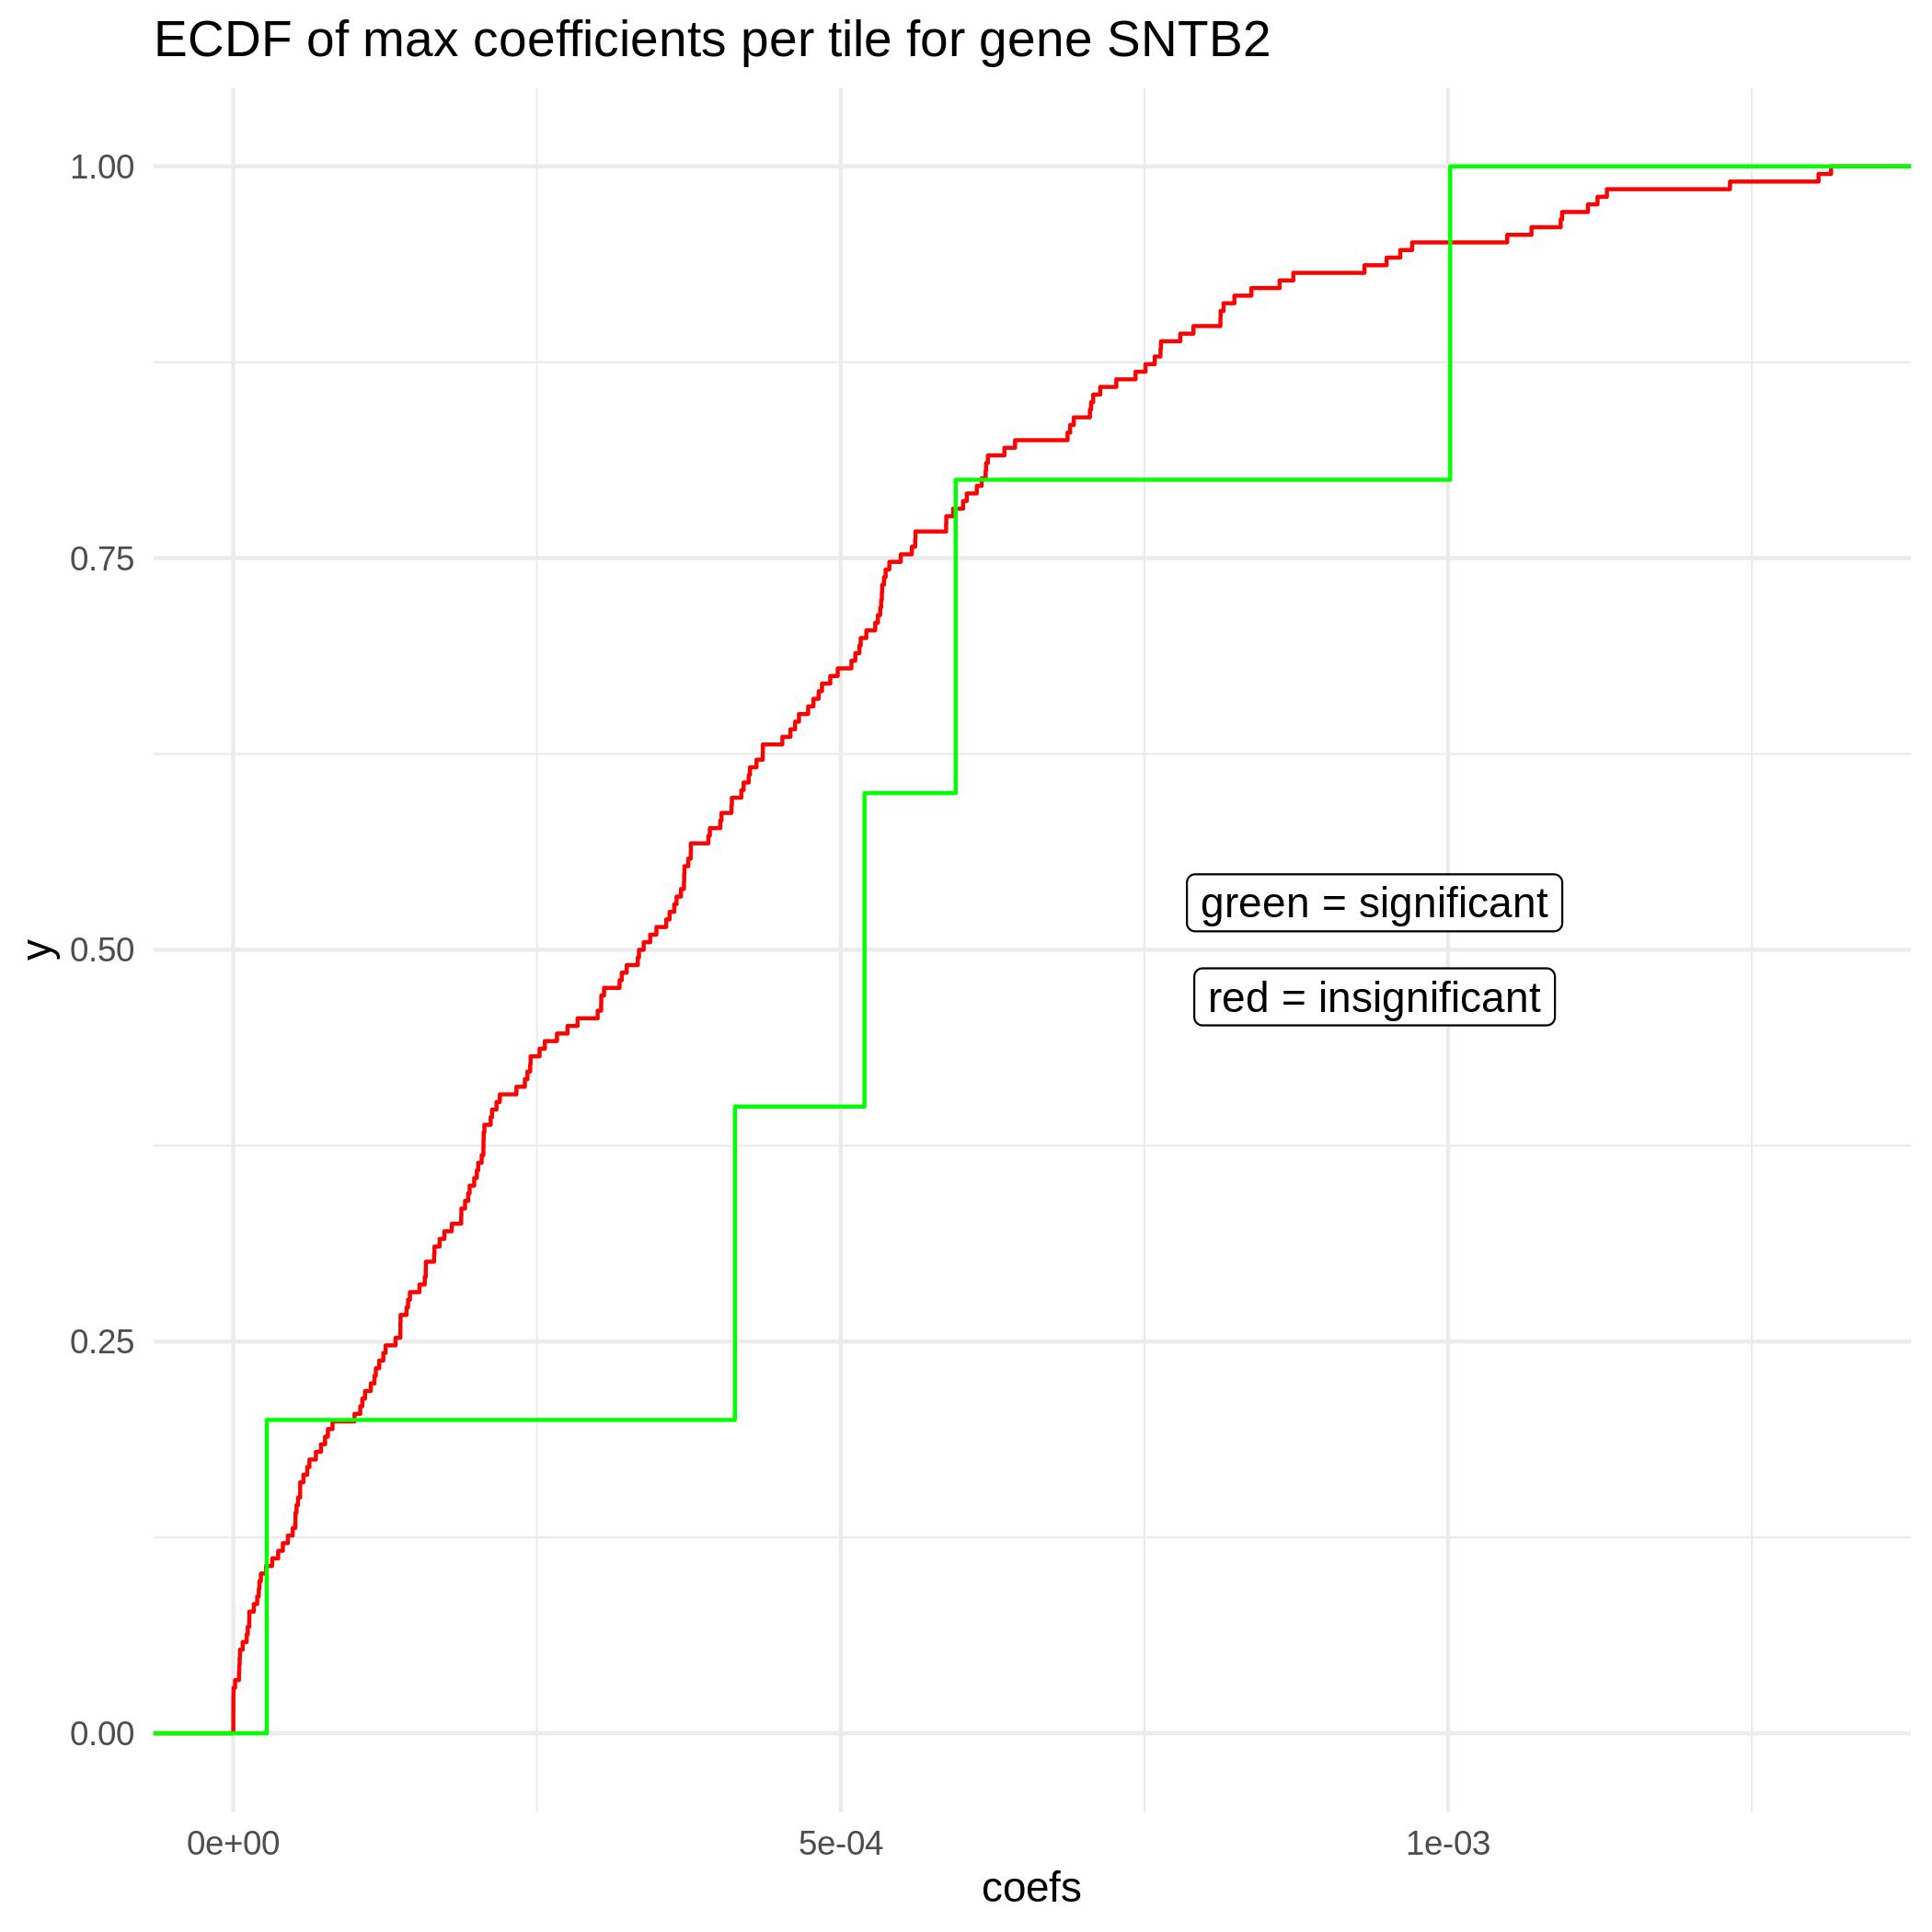 ECDF of max coefficients per tile for gene SNTB2
1.00
0.75
0.50
0.25
0.00
y
green = significant
red = insignificant
0e+00
5e-04
1e-03
coefs